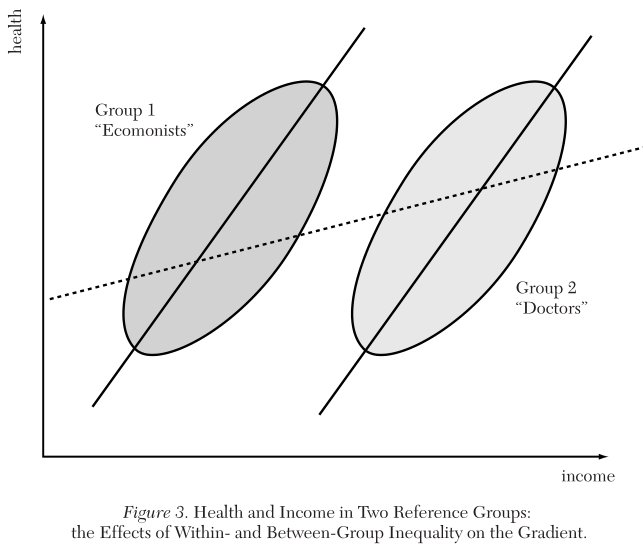 health
Group 1
“Ecomonists”
Group 2
“Doctors”
income
Figure 3. Health and Income in Two Reference Groups:
the Effects of Within- and Between-Group Inequality on the Gradient.